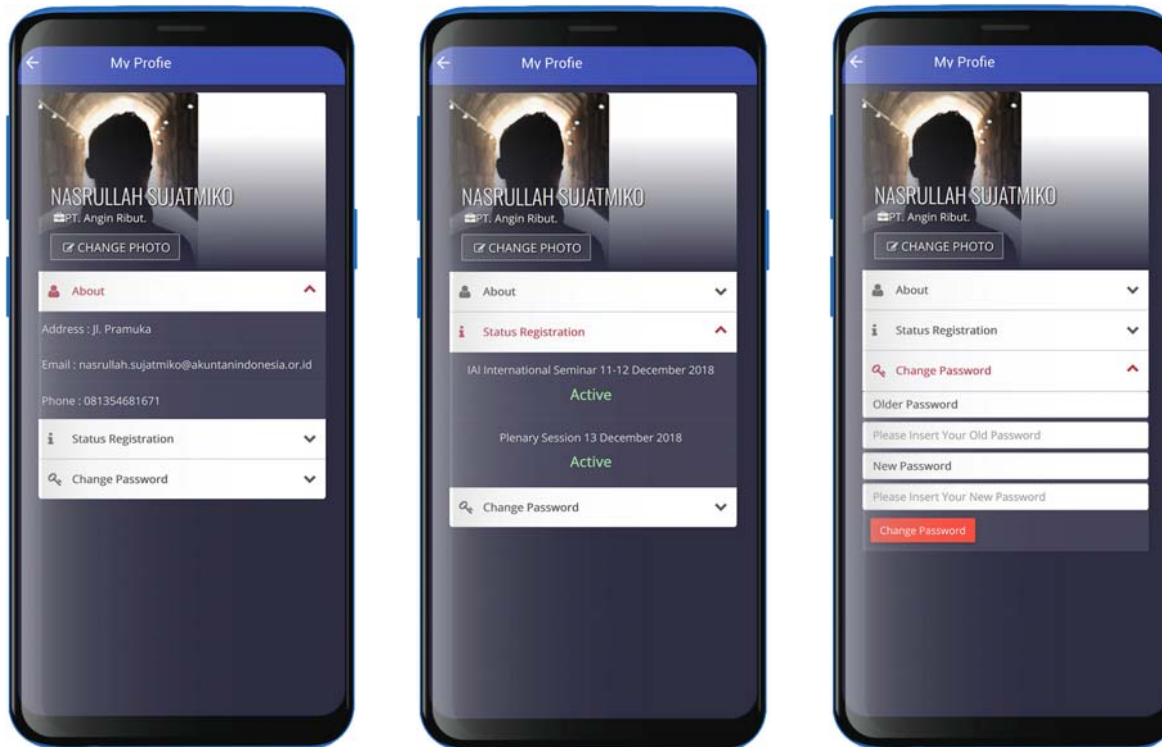 My Profie
NASRULLAH SUJATMIKO
PT. Angin Ribut.
CHANGE PHOTO
About
Address : Jl. Pramuka
Email : nasrullah.sujatmiko@akuntanindonesia.or.id
Phone : 081354681671
Status Registration
Change Password
My Profie
NASRULLAH SUJATMIKO
PT. Angin Ribut.
CHANGE PHOTO
About
Status Registration
IAI International Seminar 11-12 December 2018
Active
Plenary Session 13 December 2018
Active
Change Password
My Profie
NASRULLAH SUJATMIKO
PT. Angin Ribut.
CHANGE PHOTO
About
Status Registration
Change Password
Older Password
Please Insert Your Old Password
New Password
Please Insert Your New Password
Change Password